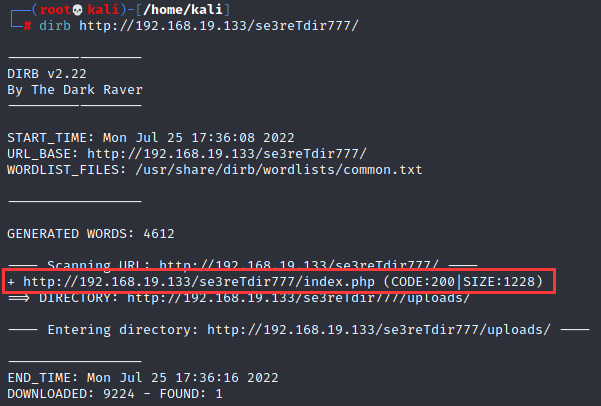 ┌──(root💀kali)-[/home/kali]
└─# dirb http://192.168.19.133/se3reTdir777/
-----------------
DIRB v2.22
By The Dark Raver
-----------------
START_TIME: Mon Jul 25 17:36:08 2022
URL_BASE: http://192.168.19.133/se3reTdir777/
WORDLIST_FILES: /usr/share/dirb/wordlists/common.txt
-----------------
GENERATED WORDS: 4612
---- Scanning URL: http://192.168.19.133/se3reTdir777/ ----
+ http://192.168.19.133/se3reTdir777/index.php (CODE:200|SIZE:1228)
==> DIRECTORY: http://192.168.19.133/se3reTdir777/uploads/
---- Entering directory: http://192.168.19.133/se3reTdir777/uploads/ ----
-----------------
END_TIME: Mon Jul 25 17:36:16 2022
DOWNLOADED: 9224 - FOUND: 1